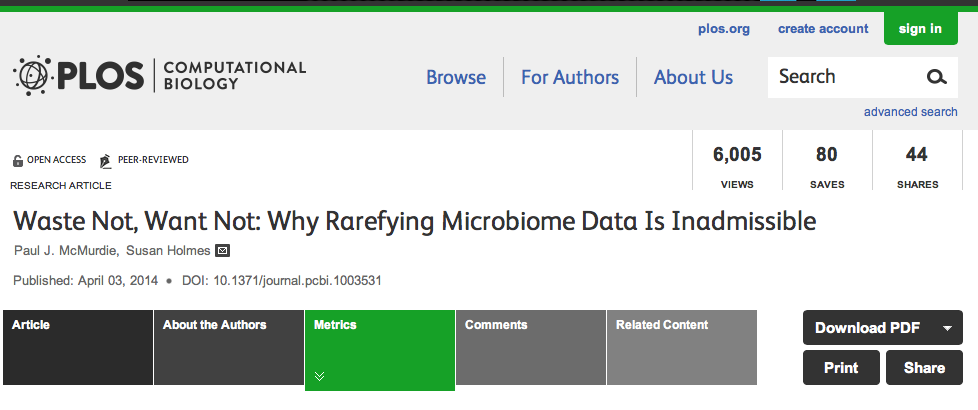 plos.org create account sign in
PLOS COMPUTATIONAL BIOLOGY
Browse For Authors About Us Search
advanced search
OPEN ACCESS PEER-REVIEWED
6,005 80 44
VIEWS SAVES SHARES
RESEARCH ARTICLE
Waste Not, Want Not: Why Rarefying Microbiome Data Is Inadmissible
Paul J. McMurdie, Susan Holmes
Published: April 03, 2014 • DOI: 10.1371/journal.pcbi.1003531
Article About the Authors Metrics Comments Related Content
Download PDF
Print Share